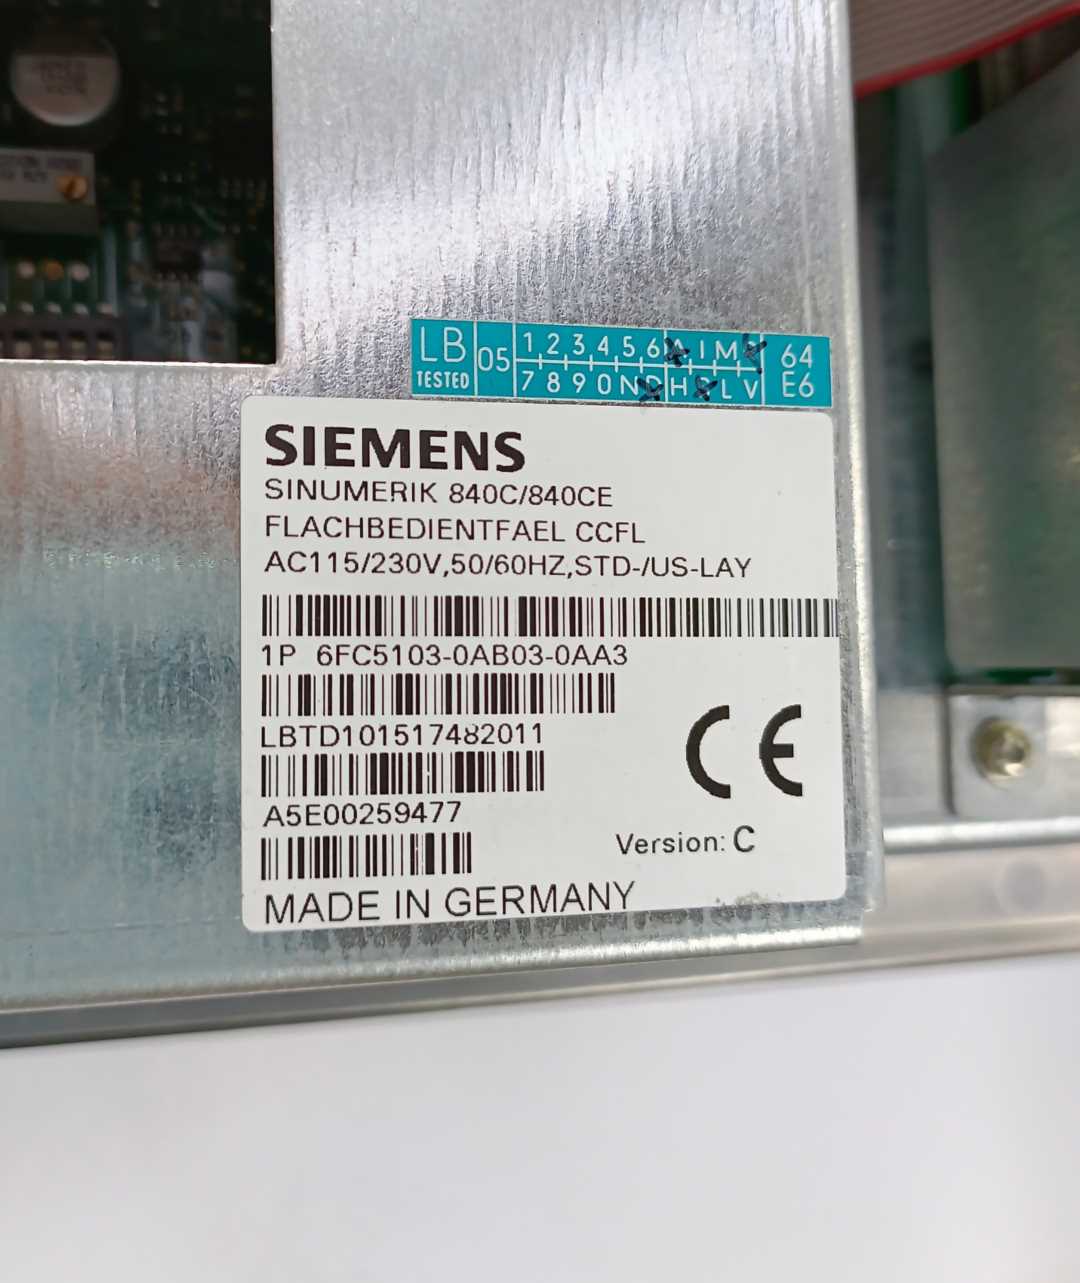 LB 05 1 2 3 4 5 6 I M 64
TESTED 7 8 9 0 N D H L V E6
SIEMENS
SINUMERIK 840C/840CE
FLACHBEDIENTFAEL CCFL
AC115/230V,50/60HZ,STD-/US-LAY
1P 6FC5103-0AB03-0AA3
LBTD101517482011
A5E00259477
CE
Version: C
MADE IN GERMANY